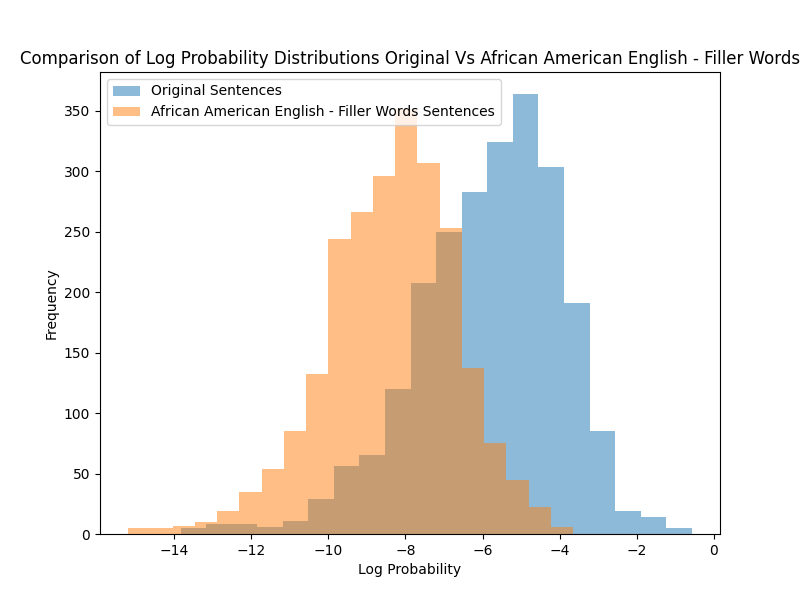 Comparison of Log Probability Distributions Original Vs African American English - Filler Words
Original Sentences
African American English - Filler Words Sentences
350
300
250
200
150
100
50
0
Frequency
−14 −12 −10 −8 −6 −4 −2 0
Log Probability